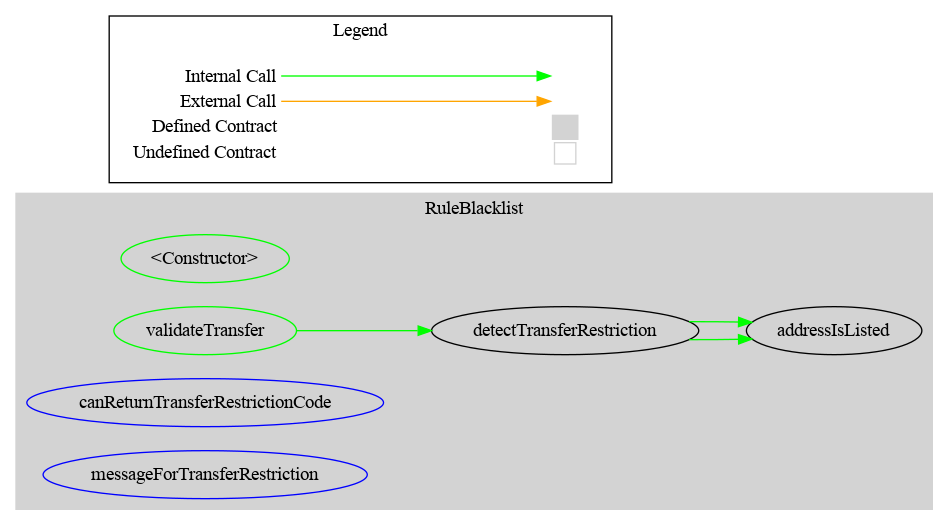 Legend
Internal Call
External Call
Defined Contract
Undefined Contract
RuleBlacklist
<Constructor>
validateTransfer
detectTransferRestriction
addressIsListed
canReturnTransferRestrictionCode
messageForTransferRestriction